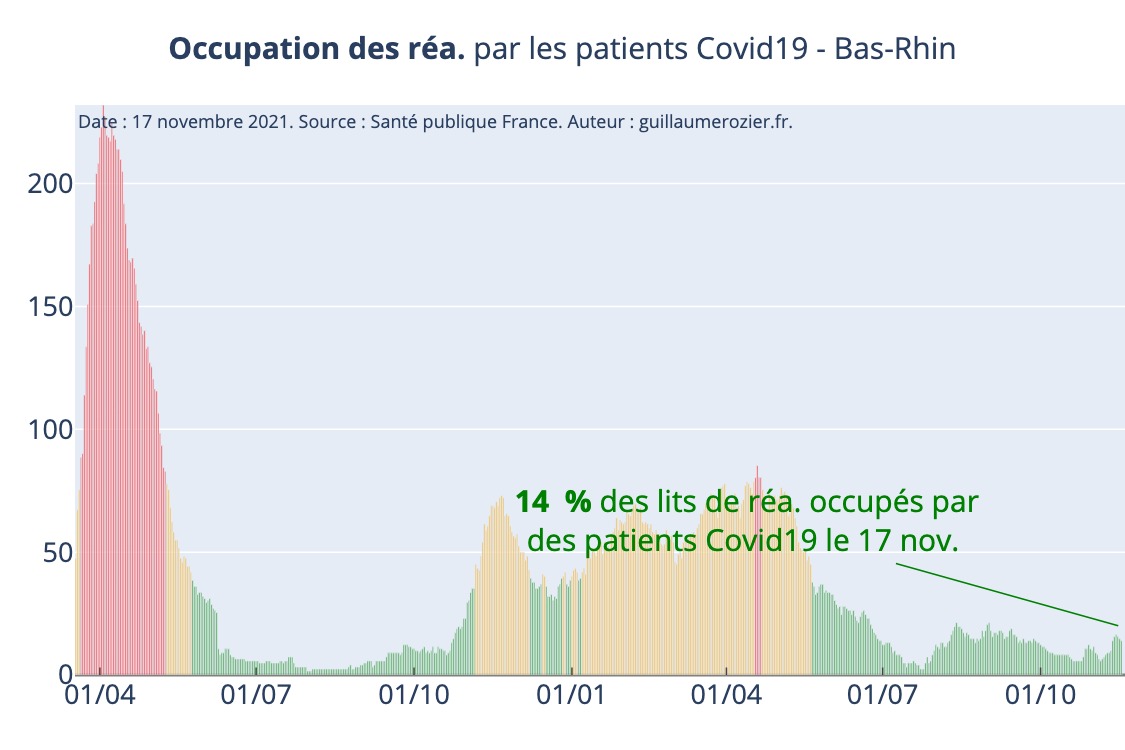 Occupation des réa. par les patients Covid19 - Bas-Rhin
Date : 17 novembre 2021. Source : Santé publique France. Auteur : guillaumerozier.fr.
200
150
100
14 % des lits de réa. occupés par
des patients Covid19 le 17 nov.
50
0
01/04 01/07 01/10 01/01 01/04 01/07 01/10